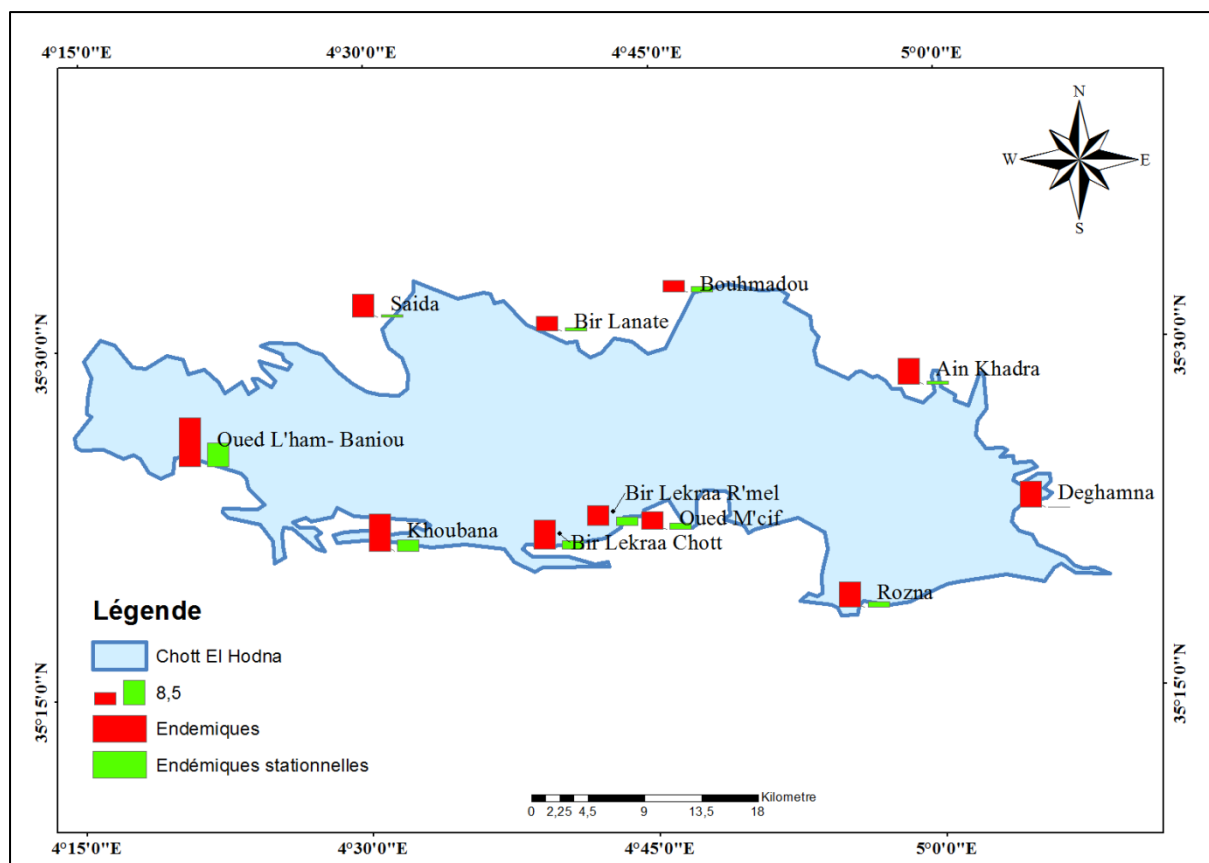 4°15'0"E 4°30'0"E 4°45'0"E 5°0'0"E
N
W E
S
Bouhmadou
Saida
Bir Lanate
35°30'0"N
35°30'0"N
Ain Khadra
Oued L'ham- Baniou
Bir Lekraa R'mel
Deghamna
Oued M'cif
Khoubana
Bir Lekraa Chott
Rozna
Légende
Chott El Hodna
8,5
Endemiques
Endémiques stationnelles
35°15'0"N
35°15'0"N
Kilometre
0 2,25 4,5 9 13,5 18
4°15'0"E 4°30'0"E 4°45'0"E 5°0'0"E